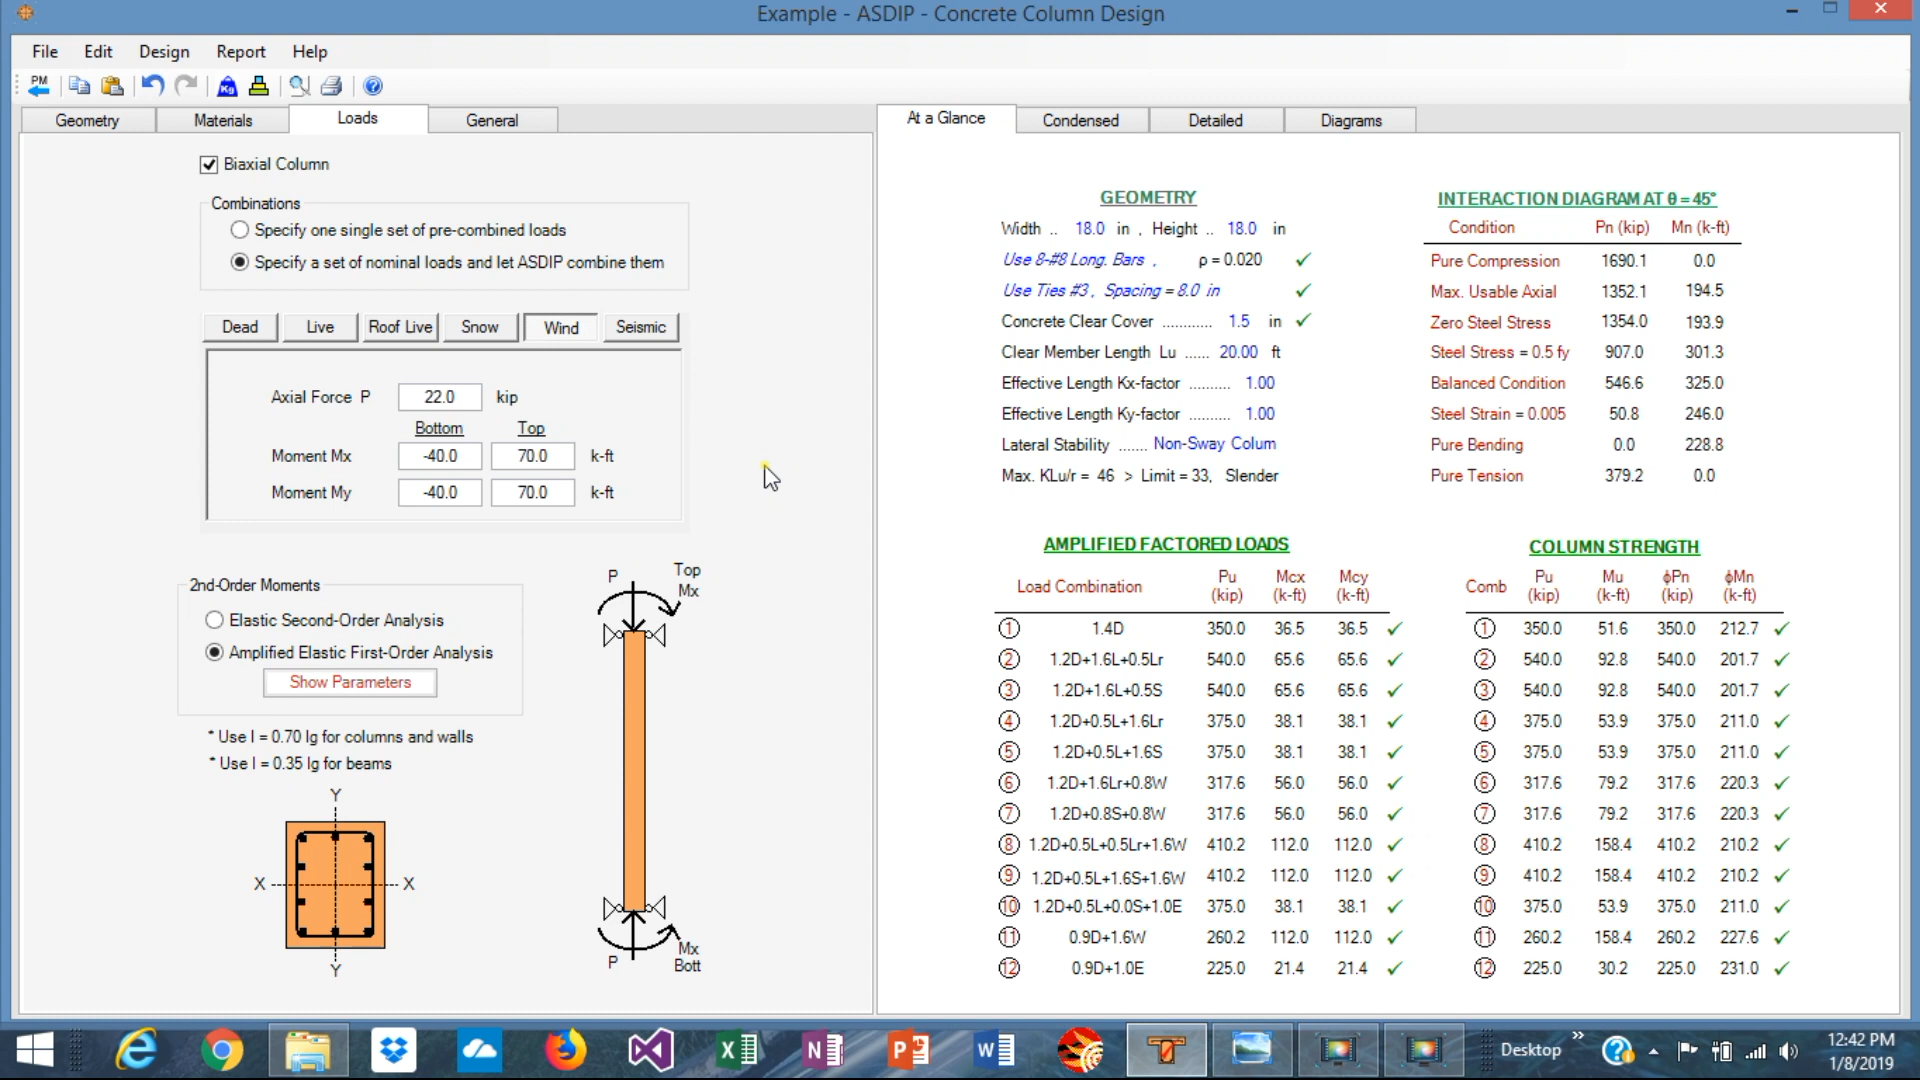 Example - ASDIP - Concrete Column Design
File Edit Design Report Help
PM Kg
Geometry Materials Loads General
Biaxial Column
Combinations
Specify one single set of pre-combined loads
Specify a set of nominal loads and let ASDIP combine them
Dead Live Roof Live Snow Wind Seismic
Axial Force P 22.0 kip
Bottom Top
Moment Mx -40.0 70.0 k-ft
Moment My -40.0 70.0 k-ft
2nd-Order Moments
Elastic Second-Order Analysis
Amplified Elastic First-Order Analysis
Show Parameters
* Use I = 0.70 Ig for columns and walls
* Use I = 0.35 Ig for beams
Y
X X
Y
P Top
Mx
Mx
P Bott
At a Glance Condensed Detailed Diagrams
GEOMETRY
Width .. 18.0 in , Height .. 18.0 in
Use 8-#8 Long. Bars , ρ = 0.020 ✓
Use Ties #3 , Spacing = 8.0 in ✓
Concrete Clear Cover ............ 1.5 in ✓
Clear Member Length Lu ...... 20.00 ft
Effective Length Kx-factor .......... 1.00
Effective Length Ky-factor .......... 1.00
Lateral Stability ....... Non-Sway Colum
Max. KLu/r = 46 > Limit = 33, Slender
INTERACTION DIAGRAM AT θ = 45°
Condition Pn (kip) Mn (k-ft)
Pure Compression 1690.1 0.0
Max. Usable Axial 1352.1 194.5
Zero Steel Stress 1354.0 193.9
Steel Stress = 0.5 fy 907.0 301.3
Balanced Condition 546.6 325.0
Steel Strain = 0.005 50.8 246.0
Pure Bending 0.0 228.8
Pure Tension 379.2 0.0
AMPLIFIED FACTORED LOADS
Load Combination Pu (kip) Mcx (k-ft) Mcy (k-ft)
1 1.4D 350.0 36.5 36.5 ✓
2 1.2D+1.6L+0.5Lr 540.0 65.6 65.6 ✓
3 1.2D+1.6L+0.5S 540.0 65.6 65.6 ✓
4 1.2D+0.5L+1.6Lr 375.0 38.1 38.1 ✓
5 1.2D+0.5L+1.6S 375.0 38.1 38.1 ✓
6 1.2D+1.6Lr+0.8W 317.6 56.0 56.0 ✓
7 1.2D+0.8S+0.8W 317.6 56.0 56.0 ✓
8 1.2D+0.5L+0.5Lr+1.6W 410.2 112.0 112.0 ✓
9 1.2D+0.5L+1.6S+1.6W 410.2 112.0 112.0 ✓
10 1.2D+0.5L+0.0S+1.0E 375.0 38.1 38.1 ✓
11 0.9D+1.6W 260.2 112.0 112.0 ✓
12 0.9D+1.0E 225.0 21.4 21.4 ✓
COLUMN STRENGTH
Comb Pu (kip) Mu (k-ft) ϕPn (kip) ϕMn (k-ft)
1 350.0 51.6 350.0 212.7 ✓
2 540.0 92.8 540.0 201.7 ✓
3 540.0 92.8 540.0 201.7 ✓
4 375.0 53.9 375.0 211.0 ✓
5 375.0 53.9 375.0 211.0 ✓
6 317.6 79.2 317.6 220.3 ✓
7 317.6 79.2 317.6 220.3 ✓
8 410.2 158.4 410.2 210.2 ✓
9 410.2 158.4 410.2 210.2 ✓
10 375.0 53.9 375.0 211.0 ✓
11 260.2 158.4 260.2 227.6 ✓
12 225.0 30.2 225.0 231.0 ✓
Desktop » 12:42 PM
1/8/2019